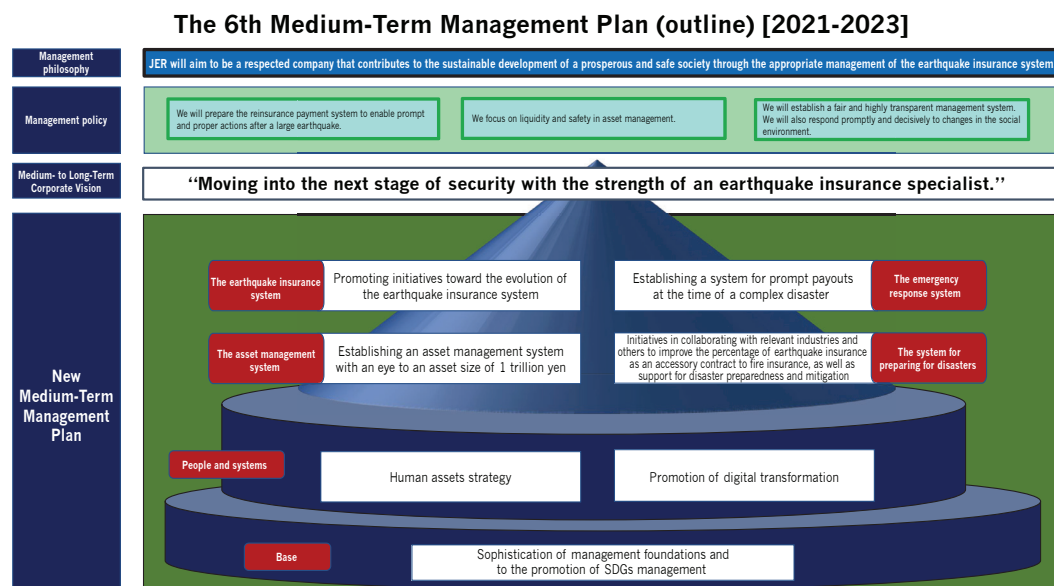 The 6th Medium-Term Management Plan (outline) [2021-2023]
Management
philosophy
JER will aim to be a respected company that contributes to the sustainable development of a prosperous and safe society through the appropriate management of the earthquake insurance system
Management policy
We will prepare the reinsurance payment system to enable prompt
and proper actions after a large earthquake.
We focus on liquidity and safety in asset management.
We will establish a fair and highly transparent management system.
We will also respond promptly and decisively to changes in the social
environment.
Medium- to Long-Term
Corporate Vision
“Moving into the next stage of security with the strength of an earthquake insurance specialist.”
New
Medium-Term
Management
Plan
The earthquake insurance
system
Promoting initiatives toward the evolution of
the earthquake insurance system
Establishing a system for prompt payouts
at the time of a complex disaster
The emergency
response system
The asset management
system
Establishing an asset management system
with an eye to an asset size of 1 trillion yen
Initiatives in collaborating with relevant industries and
others to improve the percentage of earthquake insurance
as an accessory contract to fire insurance, as well as
support for disaster preparedness and mitigation
The system for
preparing for disasters
People and systems
Human assets strategy
Promotion of digital transformation
Base
Sophistication of management foundations and
to the promotion of SDGs management